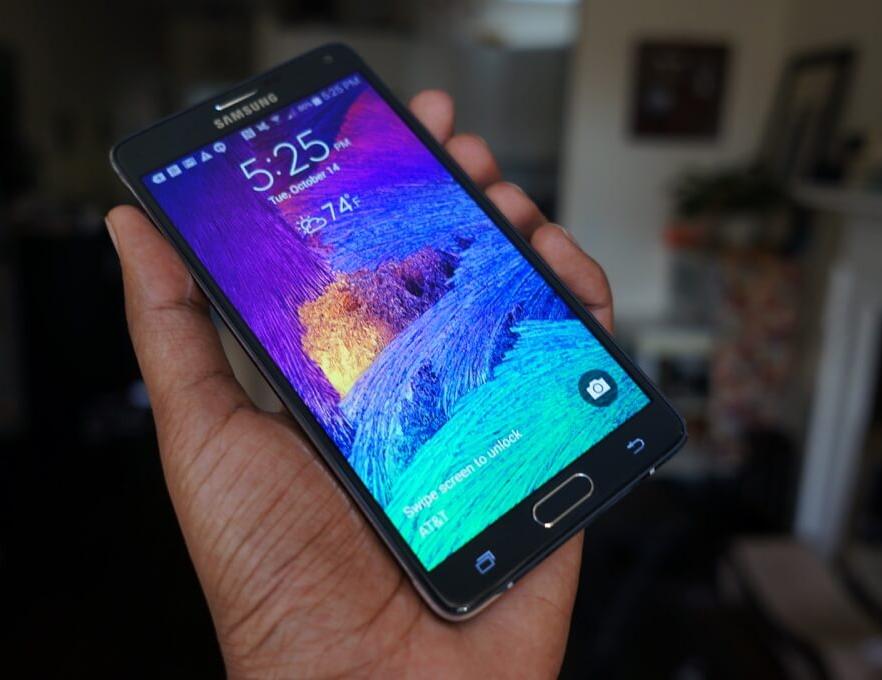 SAMSUNG
5:25 PM
5:25 PM
Tue, October 14
74°F
Swipe screen to unlock
AT&T